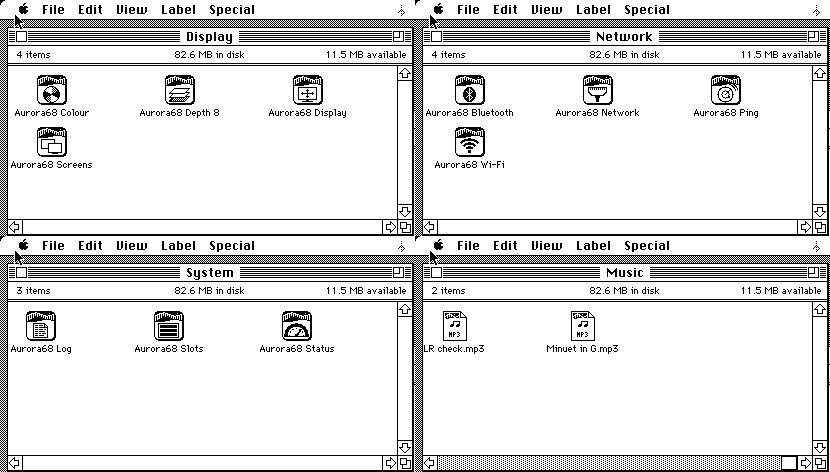 File Edit View Label Special
Display
4 items 82.6 MB in disk 11.5 MB available
Aurora68 Colour Aurora68 Depth 8 Aurora68 Display
Aurora68 Screens
File Edit View Label Special
Network
4 items 82.6 MB in disk 11.5 MB available
Aurora68 Bluetooth Aurora68 Network Aurora68 Ping
Aurora68 Wi-Fi
File Edit View Label Special
System
3 items 82.6 MB in disk 11.5 MB available
Aurora68 Log Aurora68 Slots Aurora68 Status
File Edit View Label Special
Music
2 items 82.6 MB in disk 11.5 MB available
MP3 MP3
LR check.mp3 Minuet in G.mp3